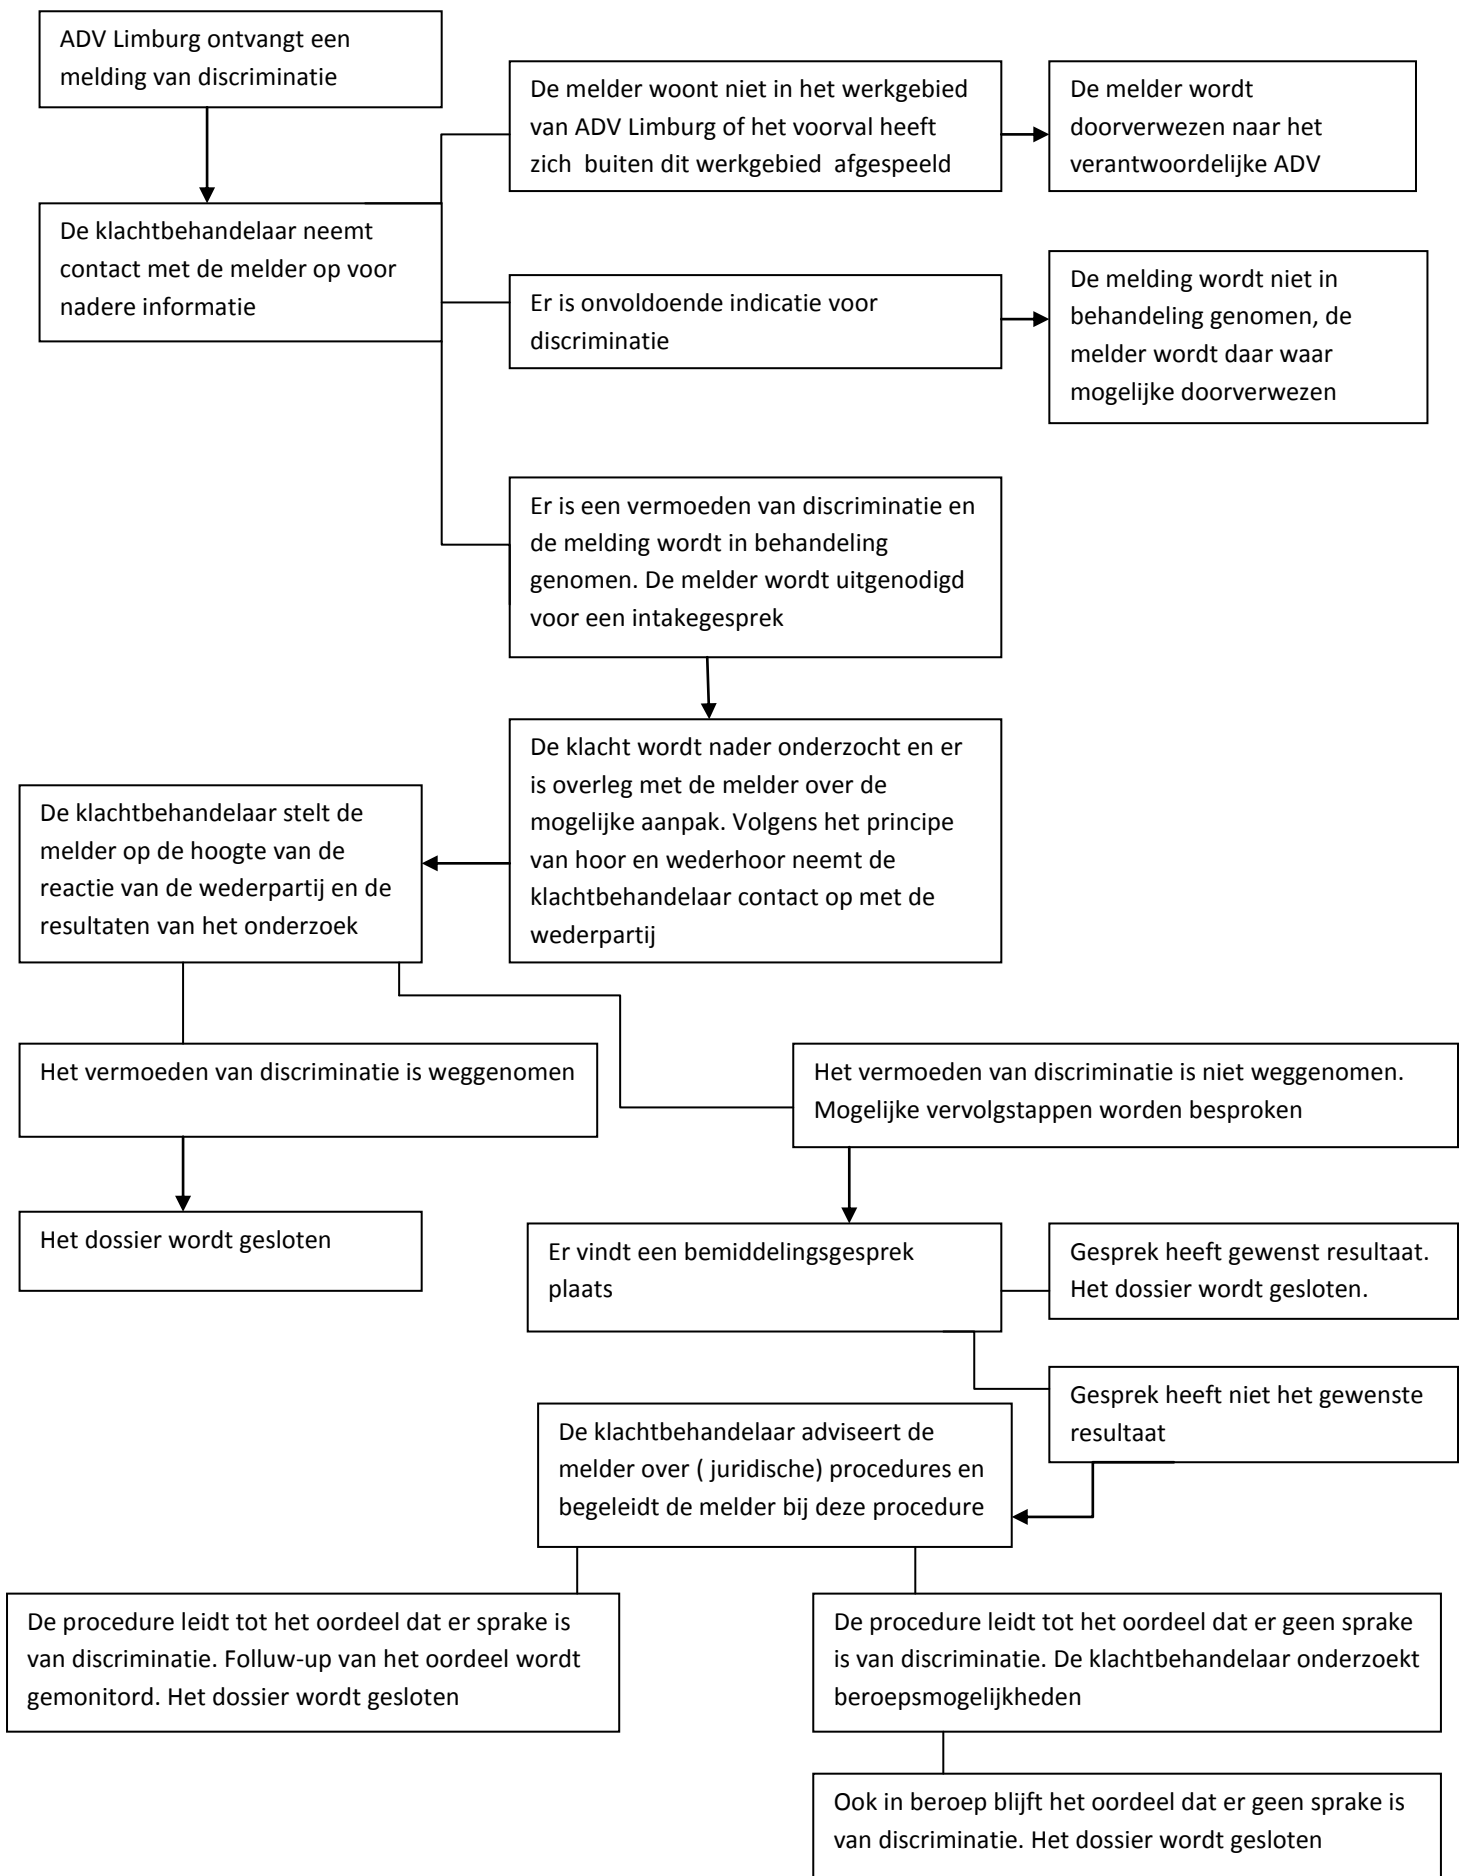 ADV Limburg ontvangt een
melding van discriminatie
De melder woont niet in het werkgebied
van ADV Limburg of het voorval heeft
zich buiten dit werkgebied afgespeeld
De melder wordt
doorverwezen naar het
verantwoordelijke ADV
De klachtbehandelaar neemt
contact met de melder op voor
nadere informatie
Er is onvoldoende indicatie voor
discriminatie
De melding wordt niet in
behandeling genomen, de
melder wordt daar waar
mogelijke doorverwezen
Er is een vermoeden van discriminatie en
de melding wordt in behandeling
genomen. De melder wordt uitgenodigd
voor een intakegesprek
De klacht wordt nader onderzocht en er
is overleg met de melder over de
mogelijke aanpak. Volgens het principe
van hoor en wederhoor neemt de
klachtbehandelaar contact op met de
wederpartij
De klachtbehandelaar stelt de
melder op de hoogte van de
reactie van de wederpartij en de
resultaten van het onderzoek
Het vermoeden van discriminatie is weggenomen
Het vermoeden van discriminatie is niet weggenomen.
Mogelijke vervolgstappen worden besproken
Het dossier wordt gesloten
Er vindt een bemiddelingsgesprek
plaats
Gesprek heeft gewenst resultaat.
Het dossier wordt gesloten.
Gesprek heeft niet het gewenste
resultaat
De klachtbehandelaar adviseert de
melder over ( juridische) procedures en
begeleidt de melder bij deze procedure
De procedure leidt tot het oordeel dat er sprake is
van discriminatie. Folluw-up van het oordeel wordt
gemonitord. Het dossier wordt gesloten
De procedure leidt tot het oordeel dat er geen sprake
is van discriminatie. De klachtbehandelaar onderzoekt
beroepsmogelijkheden
Ook in beroep blijft het oordeel dat er geen sprake is
van discriminatie. Het dossier wordt gesloten